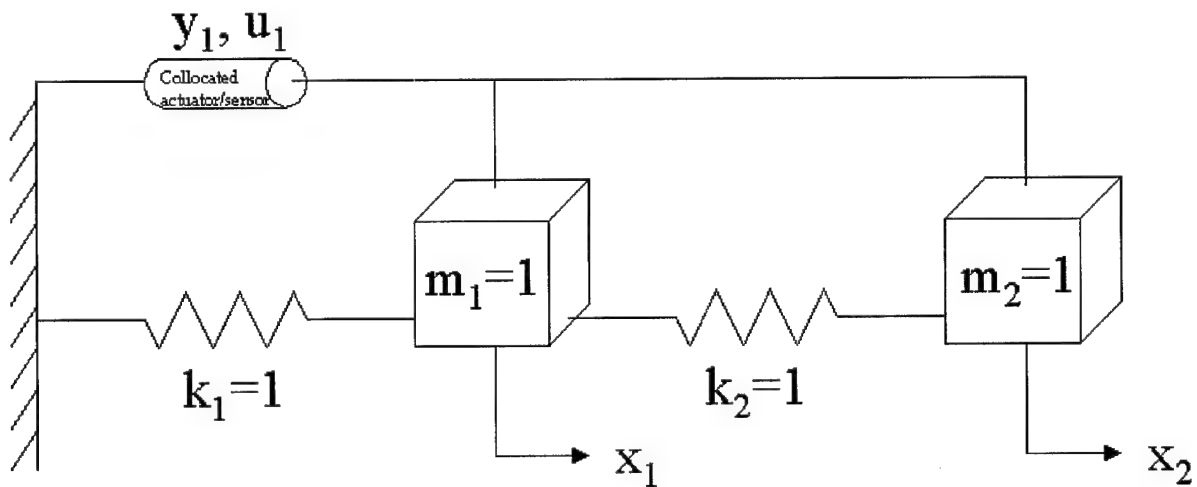 y₁, u₁
Collocated
actuator/sensor
m₁=1
m₂=1
k₁=1
k₂=1
x₁
x₂